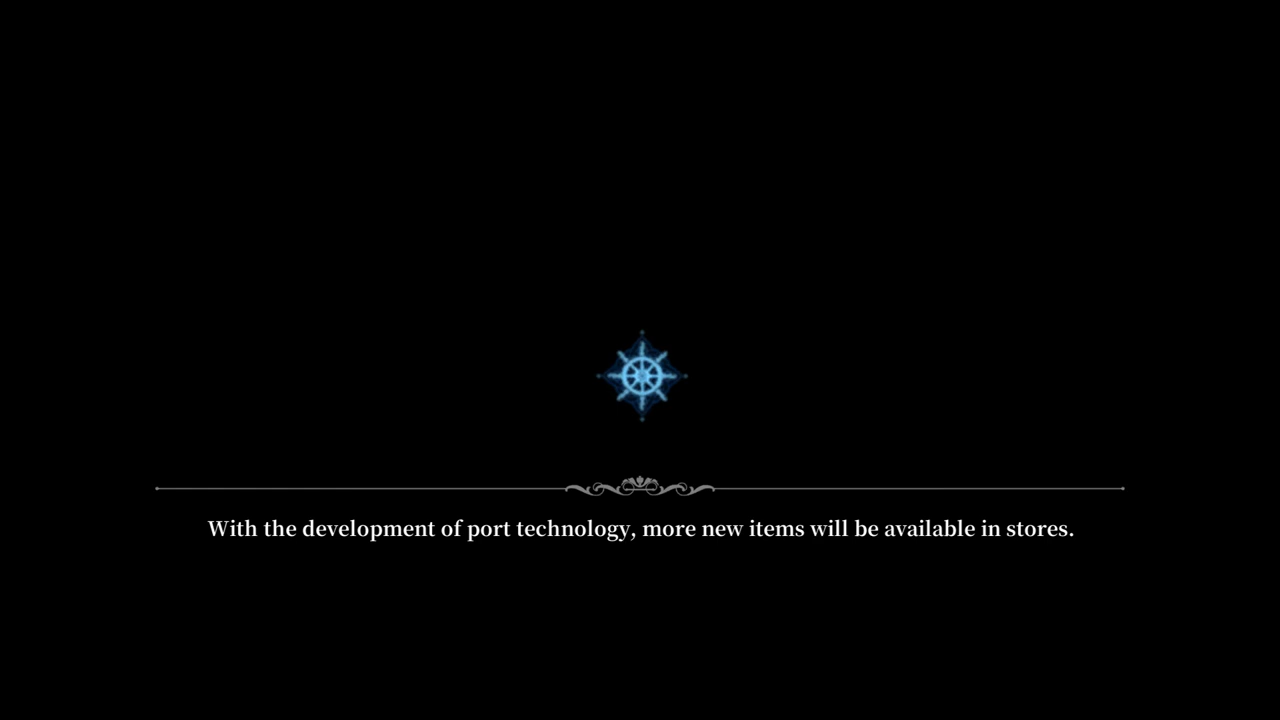 With the development of port technology, more new items will be available in stores.